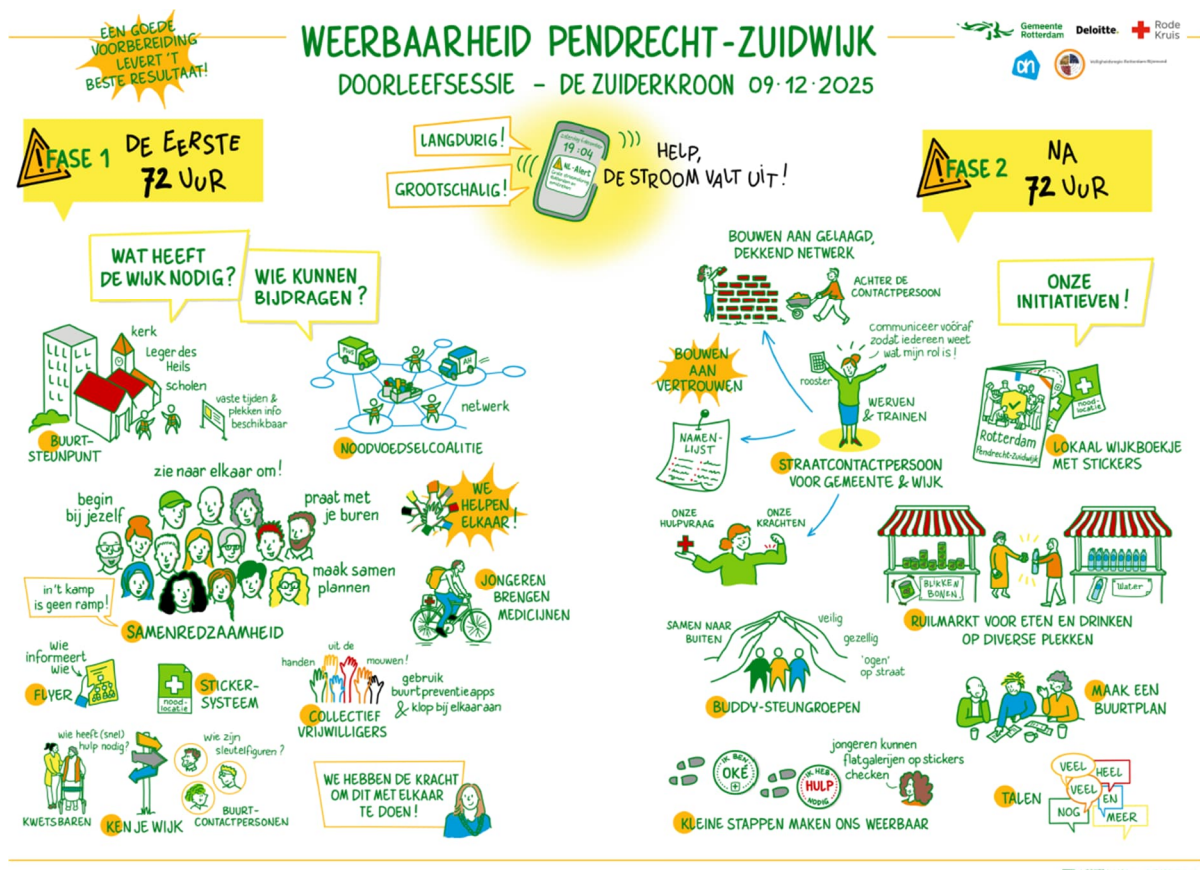 EEN GOEDE
VOORBEREIDING
LEVERT 'T
BESTE RESULTAAT!
WEERBAARHEID PENDRECHT-ZUIDWIJK
DOORLEEFSESSIE – DE ZUIDERKROON 09·12·2025
Gemeente
Rotterdam
Deloitte.
Rode
Kruis
ah
Veiligheidsregio Rotterdam-Rijnmond
FASE 1
DE EERSTE
72 UUR
LANGDURIG!
GROOTSCHALIG!
19:04
NL-Alert
HELP,
DE STROOM VALT UIT!
FASE 2
NA
72 UUR
WAT HEEFT
DE WIJK NODIG?
WIE KUNNEN
BIJDRAGEN?
kerk
Leger des
Heils
scholen
vaste tijden &
plekken info
beschikbaar
BUURT-
STEUNPUNT
PLUS
AH
netwerk
NOODVOEDSELCOALITIE
zie naar elkaar om!
begin
bij jezelf
praat met
je buren
maak samen
plannen
in't kamp
is geen ramp!
SAMENREDZAAMHEID
WE
HELPEN
ELKAAR!
JONGEREN
BRENGEN
MEDICIJNEN
wie
informeert
wie
FLYER
nood-
locatie
STICKER-
SYSTEEM
handen
uit de
mouwen!
gebruik
buurtpreventieapps
& klop bij elkaar aan
COLLECTIEF
VRIJWILLIGERS
wie heeft (snel)
hulp nodig?
KWETSBAREN
KEN JE WIJK
wie zijn
sleutelfiguren?
BUURT-
CONTACTPERSONEN
WE HEBBEN DE KRACHT
OM DIT MET ELKAAR
TE DOEN!
BOUWEN AAN GELAAGD,
DEKKEND NETWERK
ACHTER DE
CONTACTPERSOON
BOUWEN
AAN
VERTROUWEN
communiceer vóóraf
zodat iedereen weet
wat mijn rol is!
rooster
WERVEN
& TRAINEN
NAMEN-
LIJST
STRAATCONTACTPERSOON
VOOR GEMEENTE & WIJK
ONZE
HULPVRAAG
ONZE
KRACHTEN
SAMEN NAAR
BUITEN
veilig
gezellig
'ogen'
op straat
BUDDY-STEUNGROEPEN
IK BEN
OKÉ
IK HEB
HULP
NODIG
jongeren kunnen
flatgalerijen op stickers
checken
KLEINE STAPPEN MAKEN ONS WEERBAAR
ONZE
INITIATIEVEN!
Rotterdam
Pendrecht-Zuidwijk
nood-
locatie
LOKAAL WIJKBOEKJE
MET STICKERS
BLIKKEN
BONEN
Water
RUILMARKT VOOR ETEN EN DRINKEN
OP DIVERSE PLEKKEN
MAAK EEN
BUURTPLAN
TALEN
VEEL
HEEL
VEEL
EN
NOG
MEER